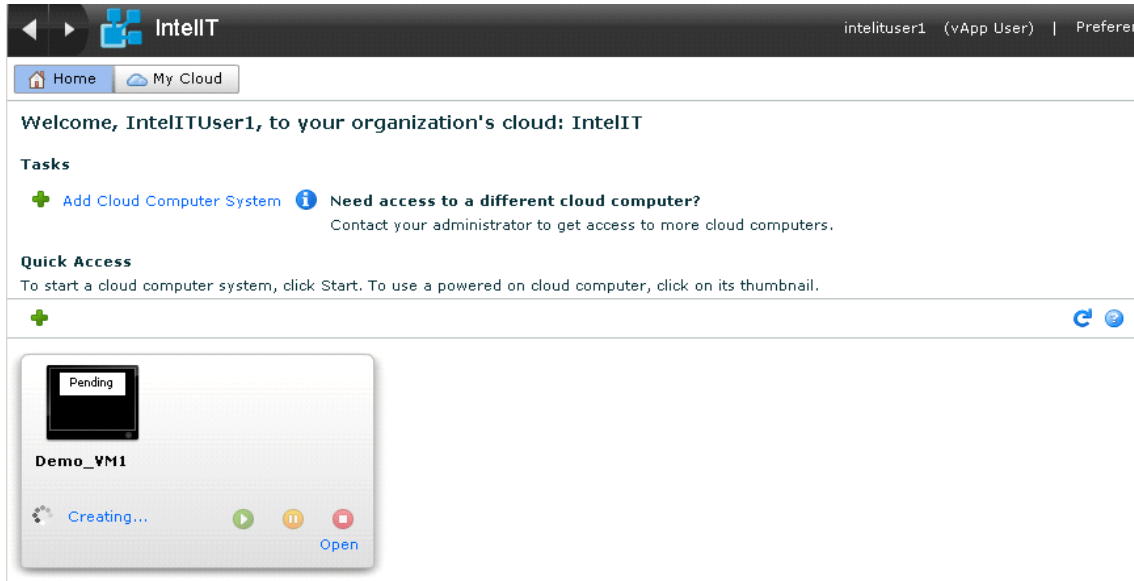 IntelIT
intelituser1 (vApp User) | Prefere
Home My Cloud
Welcome, IntelITUser1, to your organization's cloud: IntelIT
Tasks
Add Cloud Computer System Need access to a different cloud computer?
Contact your administrator to get access to more cloud computers.
Quick Access
To start a cloud computer system, click Start. To use a powered on cloud computer, click on its thumbnail.
Pending
Demo_VM1
Creating...
Open